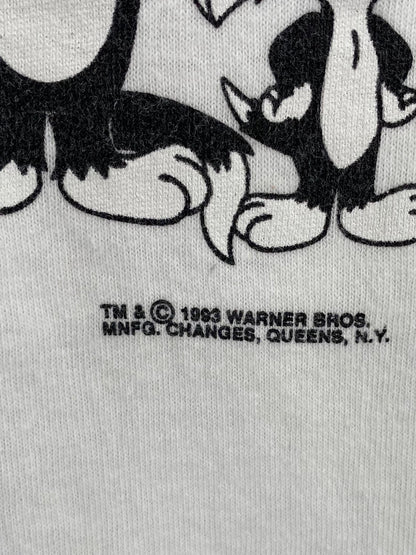 TM & © 1993 WARNER BROS.
MNFG. CHANGES, QUEENS, N.Y.